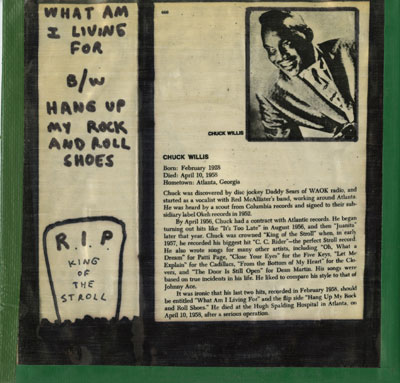 WHAT AM
I LIVING
FOR
B/W
HANG UP
MY ROCK
AND ROLL
SHOES
R.I.P
KING
OF
THE
STROLL
CHUCK WILLIS
CHUCK WILLIS
Born: February 1928
Died: April 10, 1958
Hometown: Atlanta, Georgia
Chuck was discovered by disc jockey Daddy Sears of WAOK radio, and
started as a vocalist with Red McAllister's band, working around Atlanta.
He was heard by a scout from Columbia records and signed to their sub-
sidiary label Okeh records in 1952.
By April 1956, Chuck had a contract with Atlantic records. He began
turning out hits like "It's Too Late" in August 1956, and then "Juanita"
later that year. Chuck was crowned "King of the Stroll" when, in early
1957, he recorded his biggest hit "C. C. Rider"—the perfect Stroll record.
He also wrote songs for many other artists, including "Oh, What a
Dream" for Patti Page, "Close Your Eyes" for the Five Keys, "Let Me
Explain" for the Cadillacs, "From the Bottom of My Heart" for the Clo-
vers, and "The Door Is Still Open" for Donn Martin. His songs were
based on true incidents in his life. He liked to compare his style to that of
Johnny Ace.
It was ironic that his last two hits, recorded in February 1958, should
be entitled "What Am I Living For" and the flip side "Hang Up My Rock
and Roll Shoes." He died at the Hugh Spalding Hospital in Atlanta, on
April 10, 1958, after a serious operation.